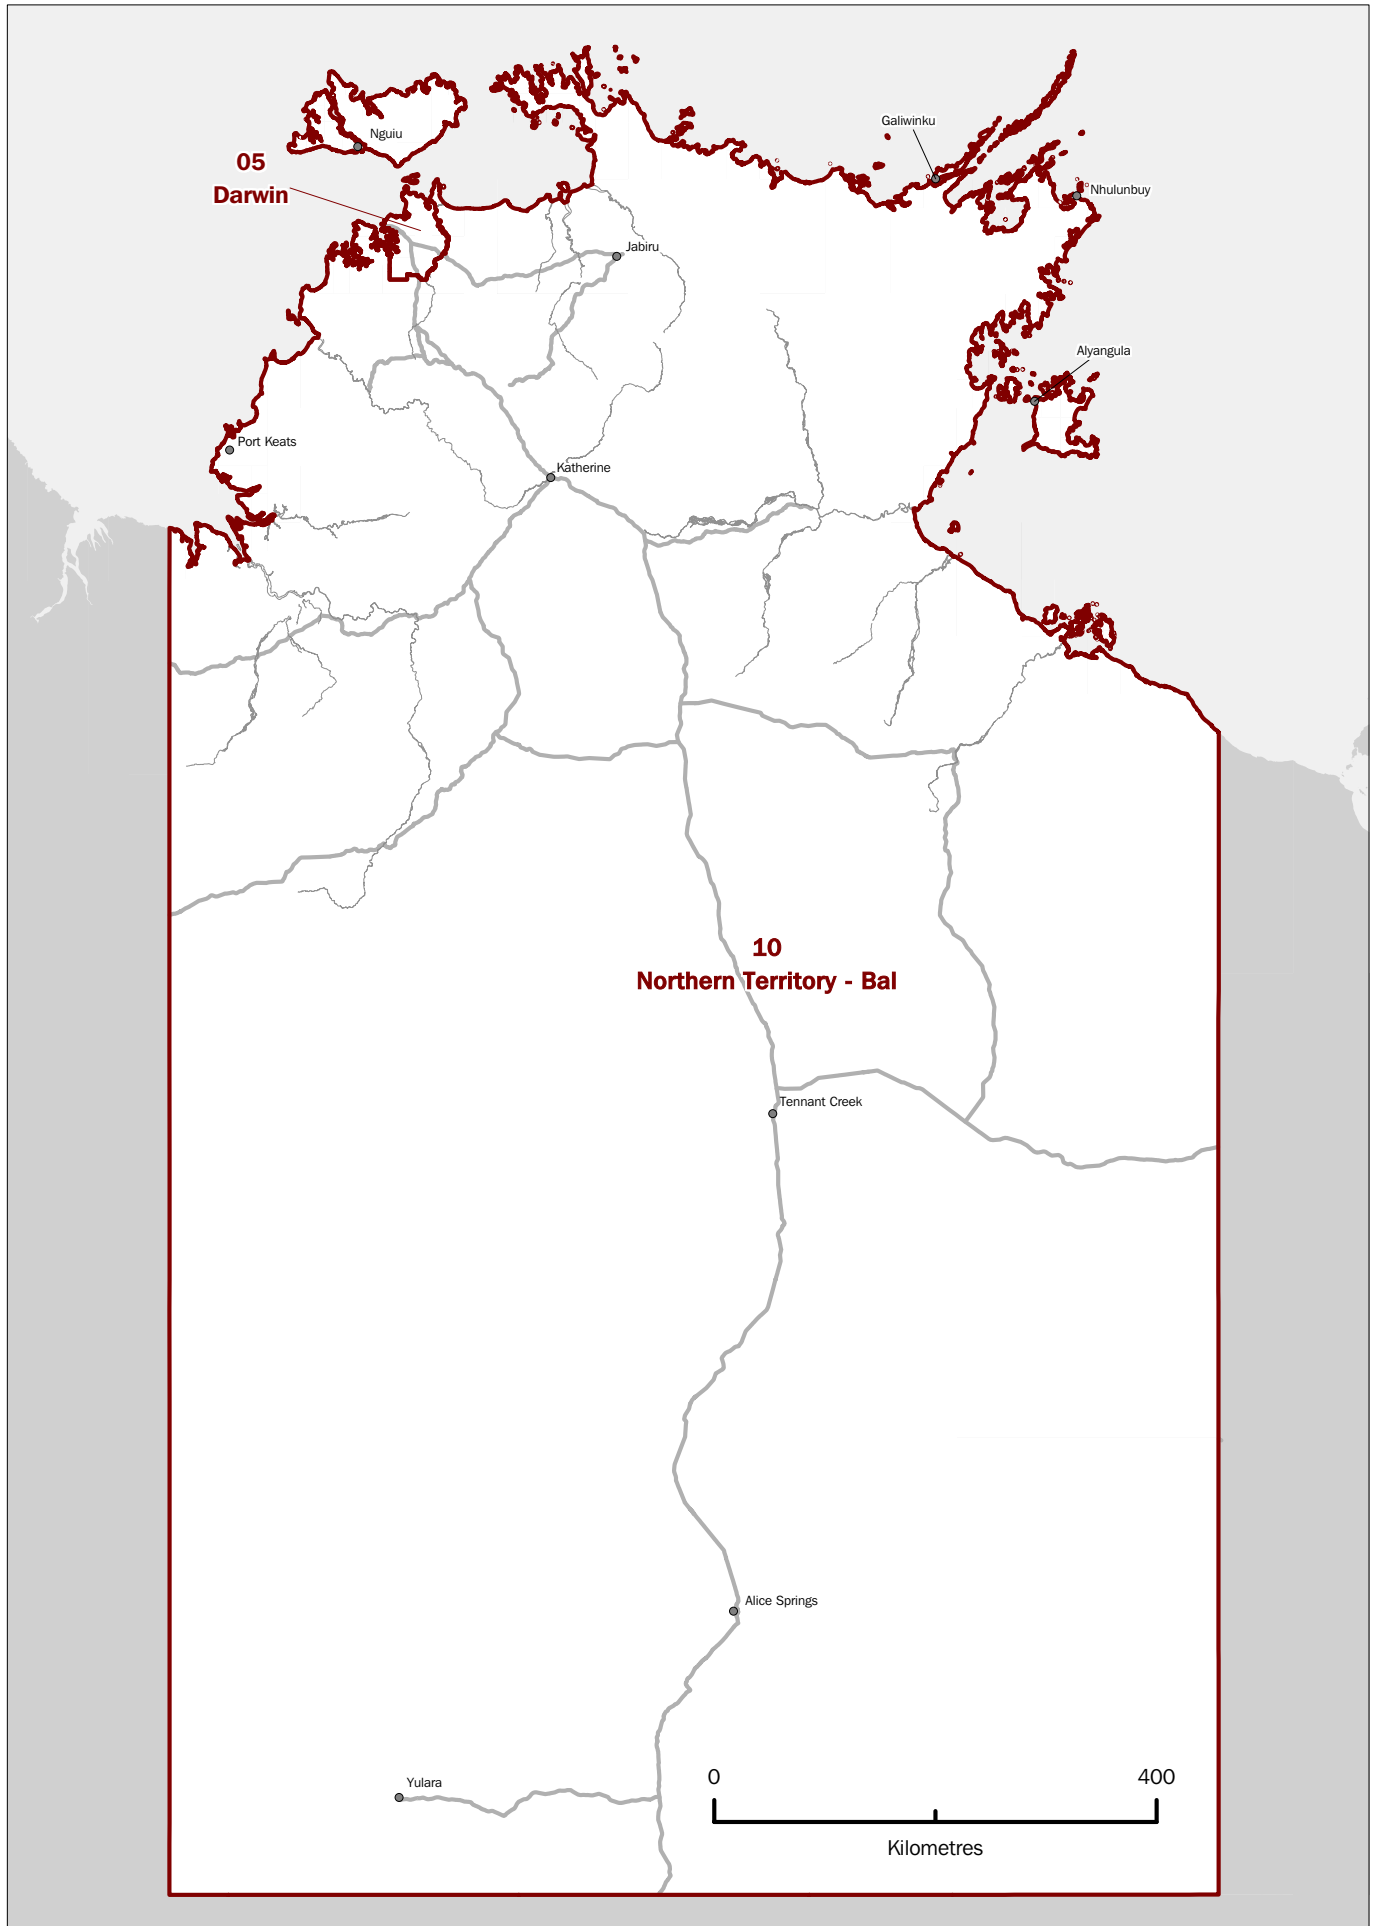 Galiwinku
Nguiu
05
Darwin
Nhulunbuy
Jabiru
Alyangula
Port Keats
Katherine
10
Northern Territory - Bal
Tennant Creek
Alice Springs
Yulara
0
400
Kilometres